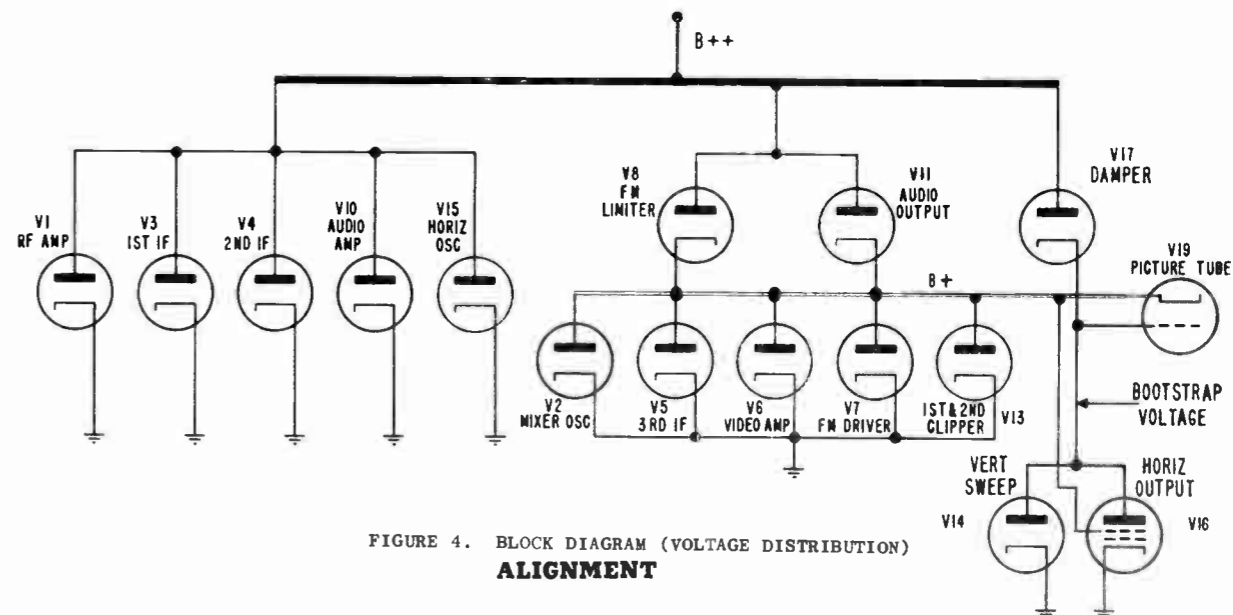 B++
V1
RF AMP
V3
1ST IF
V4
2ND IF
V10
AUDIO
AMP
V15
HORIZ
OSC
V8
FM
LIMITER
V11
AUDIO
OUTPUT
V17
DAMPER
V19
PICTURE TUBE
B+
V2
MIXER OSC
V5
3RD IF
V6
VIDEO AMP
V7
FM DRIVER
1ST & 2ND
CLIPPER
V13
BOOTSTRAP
VOLTAGE
VERT
SWEEP
V14
HORIZ
OUTPUT
V16
FIGURE 4. BLOCK DIAGRAM (VOLTAGE DISTRIBUTION)
ALIGNMENT